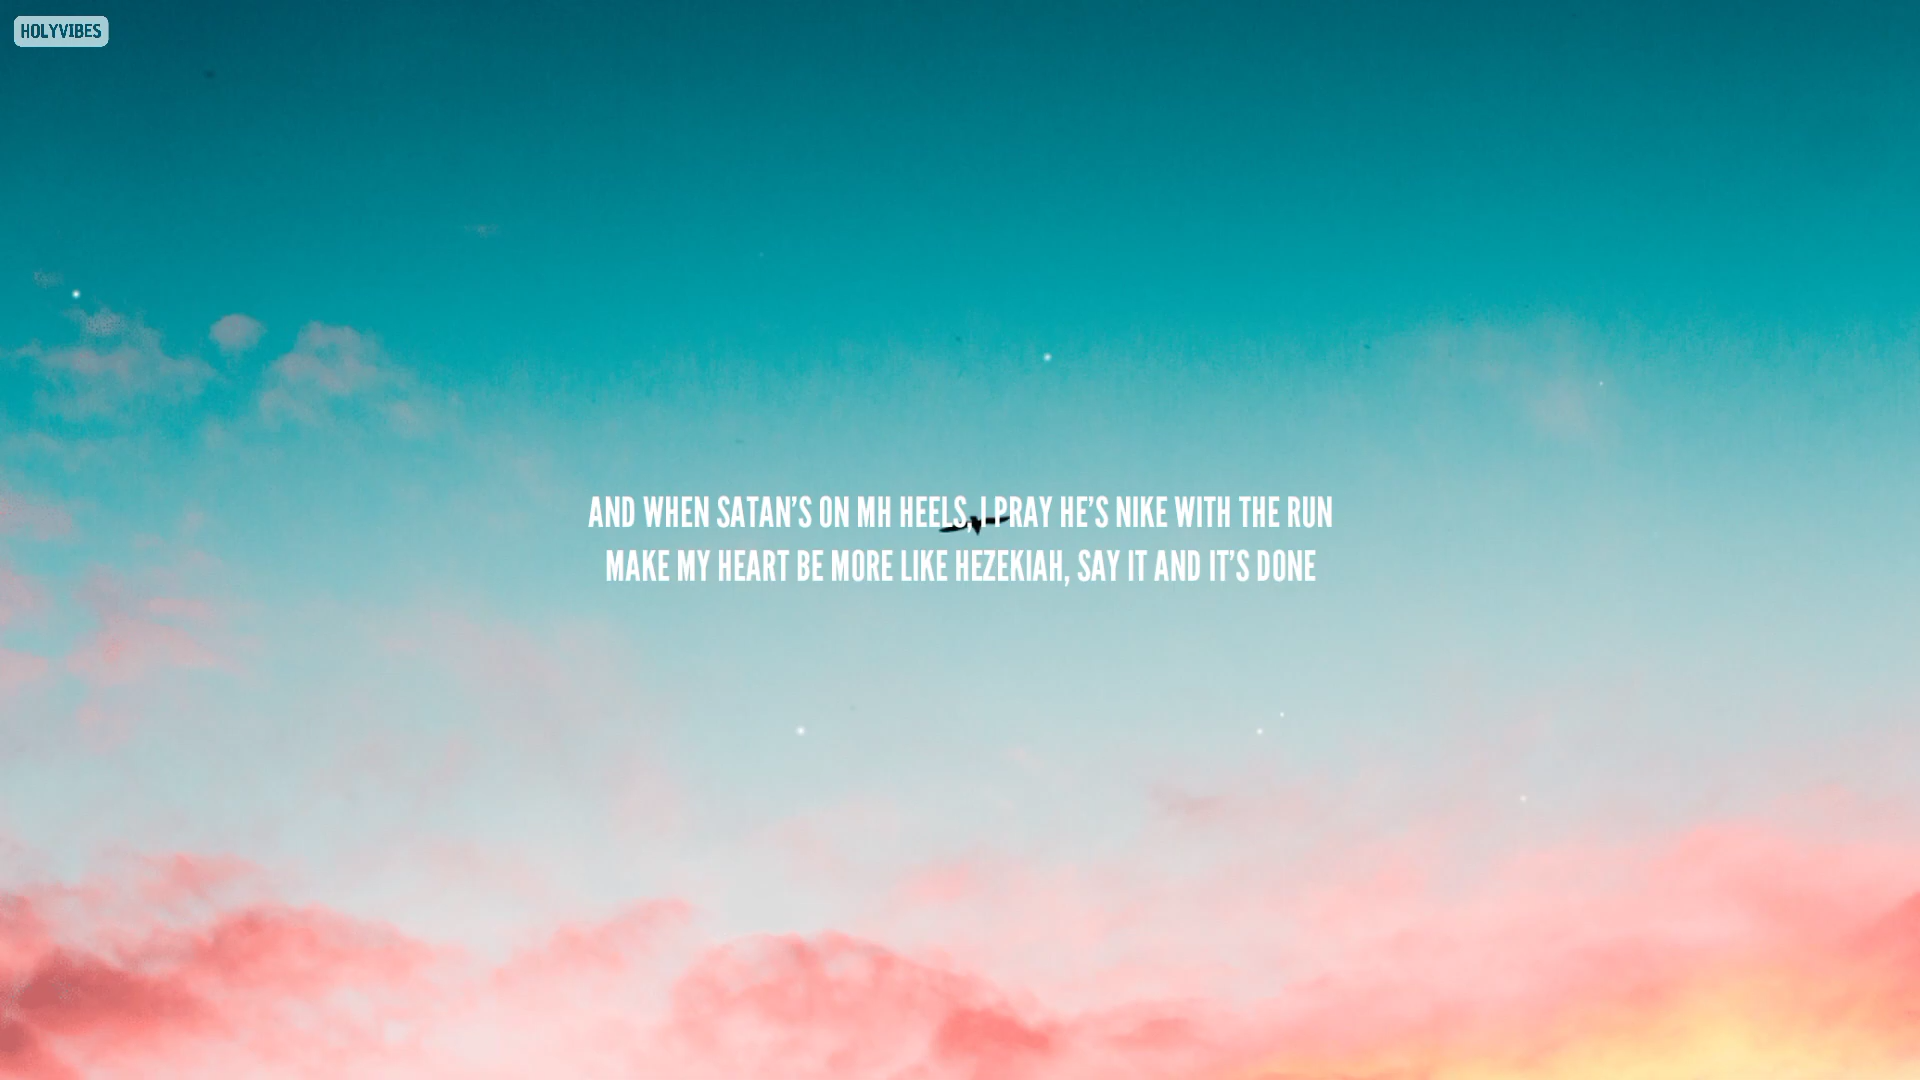 HOLYVIBES
AND WHEN SATAN’S ON MH HEELS, I PRAY HE’S NIKE WITH THE RUN
MAKE MY HEART BE MORE LIKE HEZEKIAH, SAY IT AND IT’S DONE